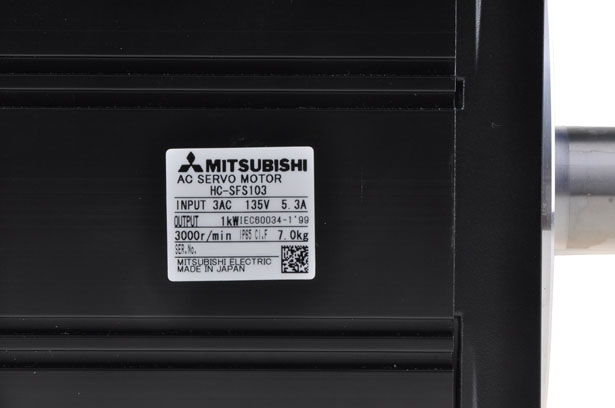 MITSUBISHI
AC SERVO MOTOR
HC-SFS103
INPUT 3AC 135V 5.3A
OUTPUT 1kW IEC60034-1'99
3000r/min IP65 Cl.F 7.0kg
SER.No.
MITSUBISHI ELECTRIC
MADE IN JAPAN